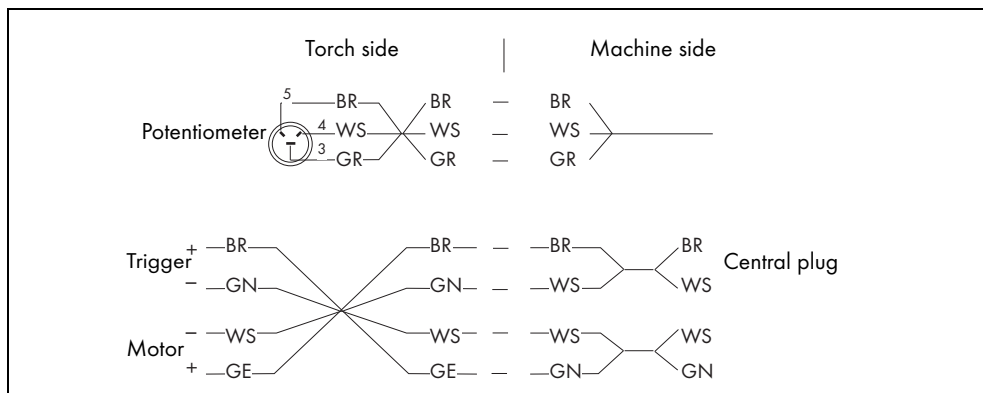 Torch side | Machine side
5 BR BR – BR
Potentiometer 4 WS WS – WS
3 GR GR – GR
Trigger + BR BR – BR BR Central plug
– GN GN – WS WS
Motor – WS WS – WS WS
+ GE GE – GN GN